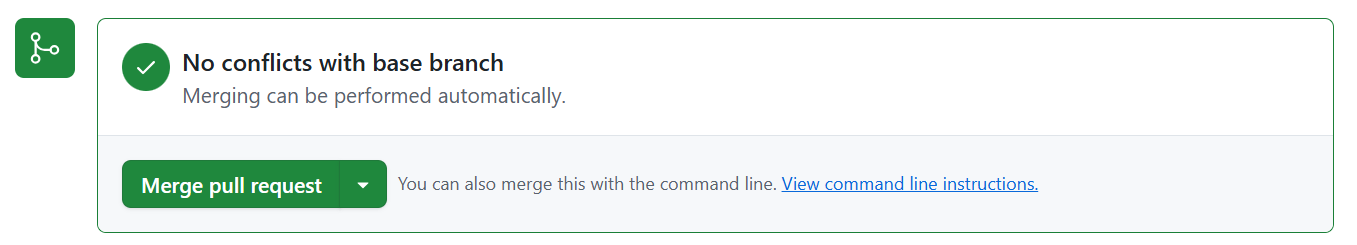 No conflicts with base branch
Merging can be performed automatically.
Merge pull request
You can also merge this with the command line. View command line instructions.